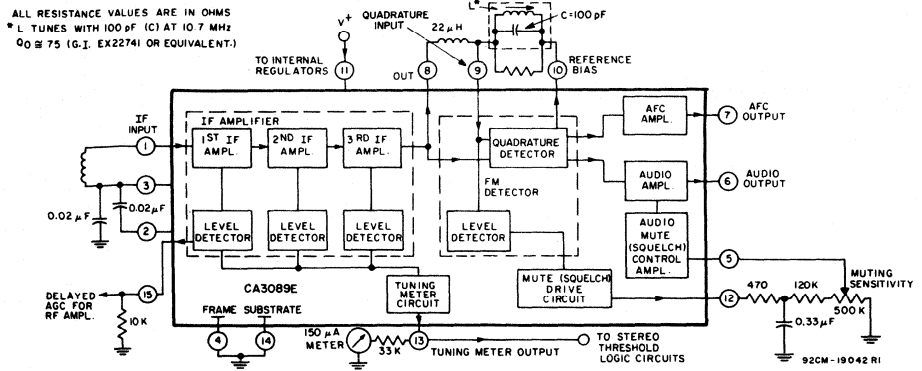 ALL RESISTANCE VALUES ARE IN OHMS
* L TUNES WITH 100 pF (C) AT 10.7 MHz
Q0 ≅ 75 (G.I. EX22741 OR EQUIVALENT.)
L*
C=100 pF
V+
QUADRATURE
INPUT
22 μH
TO INTERNAL
REGULATORS
11
OUT
8
9
10
REFERENCE
BIAS
IF
INPUT
1
3
2
0.02 μF
0.02 μF
IF AMPLIFIER
1ST IF
AMPL.
2ND IF
AMPL.
3RD IF
AMPL.
LEVEL
DETECTOR
LEVEL
DETECTOR
LEVEL
DETECTOR
QUADRATURE
DETECTOR
FM
DETECTOR
LEVEL
DETECTOR
AFC
AMPL.
7
AFC
OUTPUT
AUDIO
AMPL.
6
AUDIO
OUTPUT
AUDIO
MUTE
(SQUELCH)
CONTROL
AMPL.
5
MUTING
SENSITIVITY
CA3089E
TUNING
METER
CIRCUIT
MUTE (SQUELCH)
DRIVE
CIRCUIT
12
470
120K
500 K
0.33 μF
DELAYED
AGC FOR
RF AMPL.
15
10 K
FRAME
SUBSTRATE
4
14
150 μA
METER
33 K
13
TUNING METER OUTPUT
TO STEREO
THRESHOLD
LOGIC CIRCUITS
92CM-19042 R1